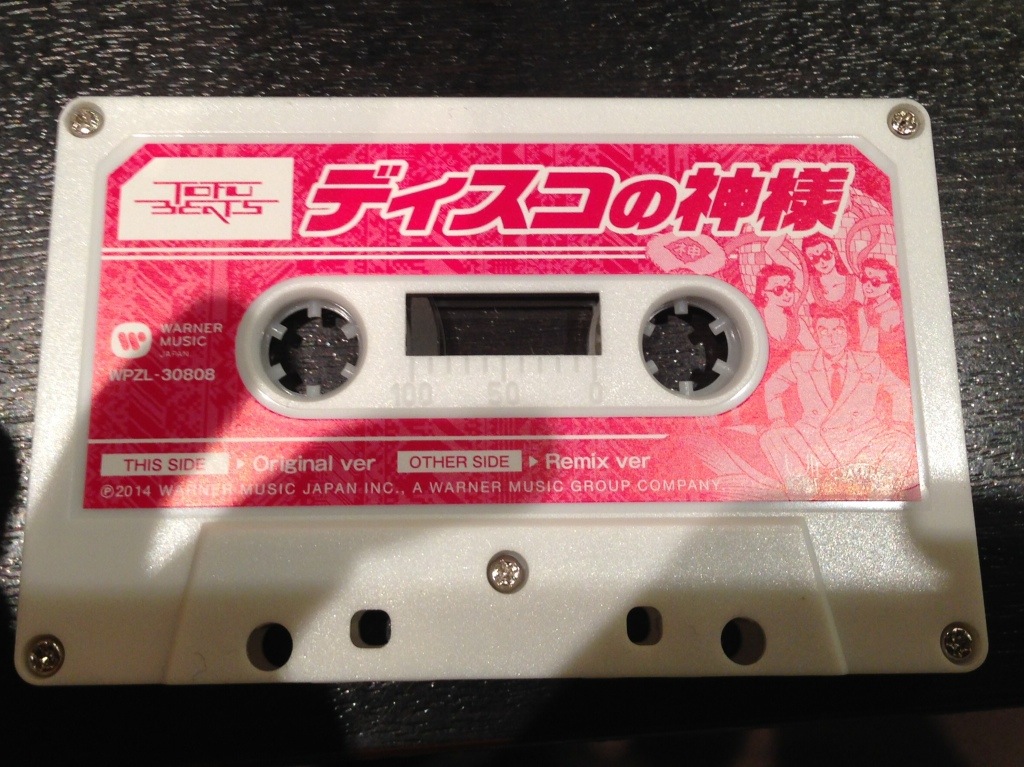 TOFU
BEATS
ディスコの神様
WARNER
MUSIC
JAPAN
WPZL-30808
100 50 0
THIS SIDE ▶ Original ver OTHER SIDE ▶ Remix ver
℗2014 WARNER MUSIC JAPAN INC., A WARNER MUSIC GROUP COMPANY